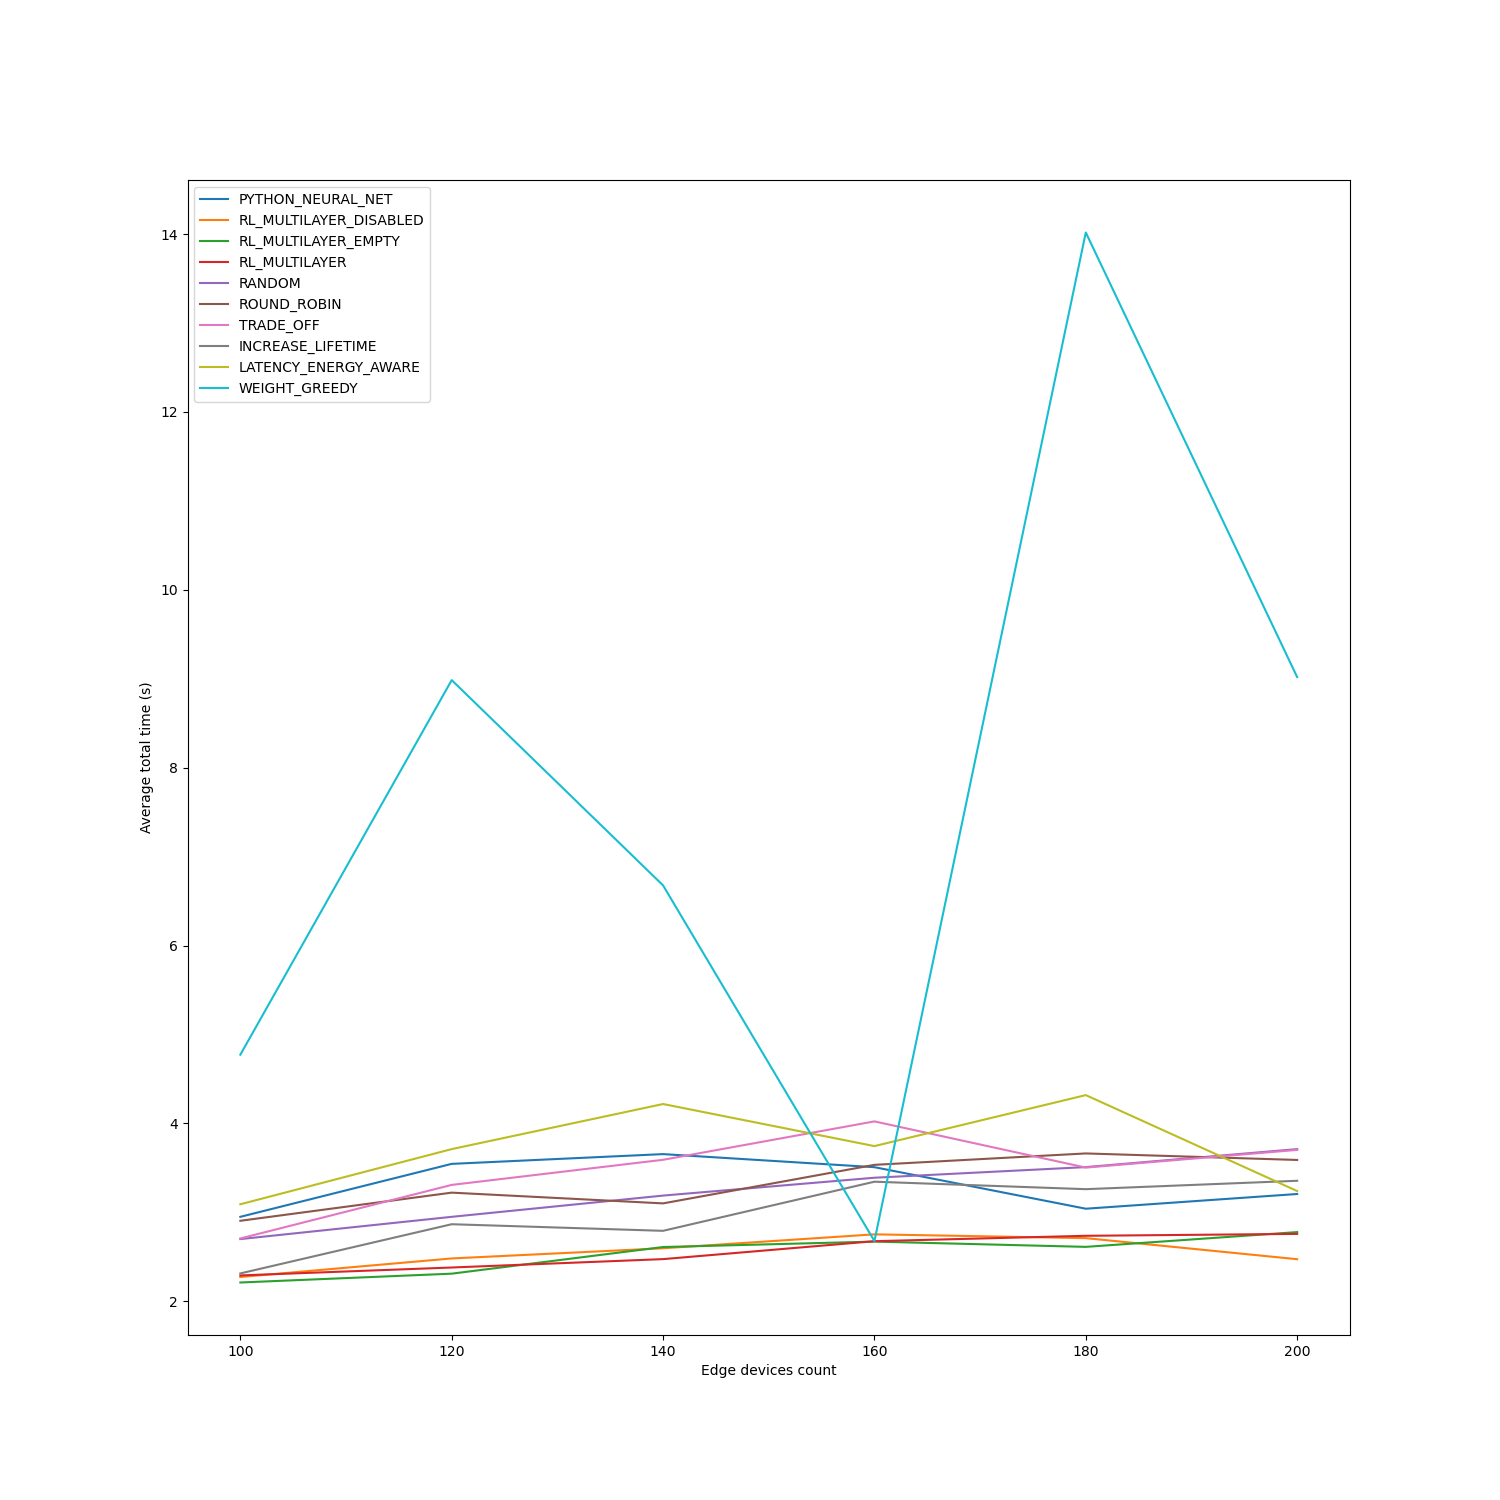 PYTHON_NEURAL_NET
RL_MULTILAYER_DISABLED
RL_MULTILAYER_EMPTY
RL_MULTILAYER
RANDOM
ROUND_ROBIN
TRADE_OFF
INCREASE_LIFETIME
LATENCY_ENERGY_AWARE
WEIGHT_GREEDY
14
12
10
8
6
4
2
Average total time (s)
100 120 140 160 180 200
Edge devices count